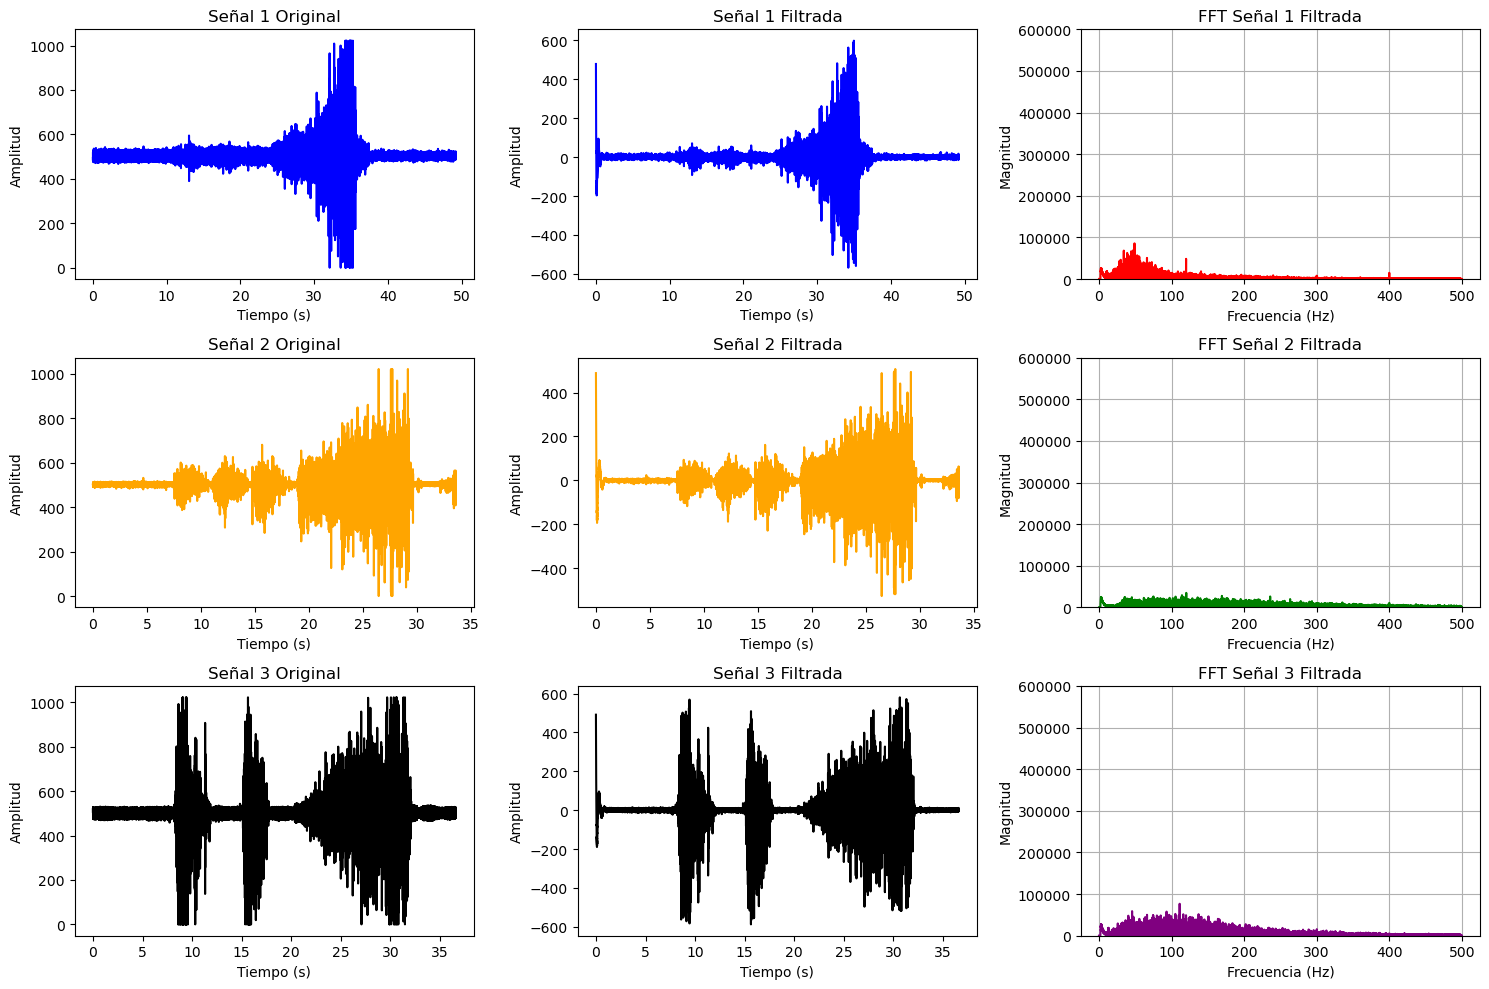 Señal 1 Original
Amplitud
1000
800
600
400
200
0
0 10 20 30 40 50
Tiempo (s)
Señal 1 Filtrada
Amplitud
600
400
200
0
−200
−400
−600
0 10 20 30 40 50
Tiempo (s)
FFT Señal 1 Filtrada
Magnitud
600000
500000
400000
300000
200000
100000
0
0 100 200 300 400 500
Frecuencia (Hz)
Señal 2 Original
Amplitud
1000
800
600
400
200
0
0 5 10 15 20 25 30 35
Tiempo (s)
Señal 2 Filtrada
Amplitud
400
200
0
−200
−400
0 5 10 15 20 25 30 35
Tiempo (s)
FFT Señal 2 Filtrada
Magnitud
600000
500000
400000
300000
200000
100000
0
0 100 200 300 400 500
Frecuencia (Hz)
Señal 3 Original
Amplitud
1000
800
600
400
200
0
0 5 10 15 20 25 30 35
Tiempo (s)
Señal 3 Filtrada
Amplitud
600
400
200
0
−200
−400
−600
0 5 10 15 20 25 30 35
Tiempo (s)
FFT Señal 3 Filtrada
Magnitud
600000
500000
400000
300000
200000
100000
0
0 100 200 300 400 500
Frecuencia (Hz)